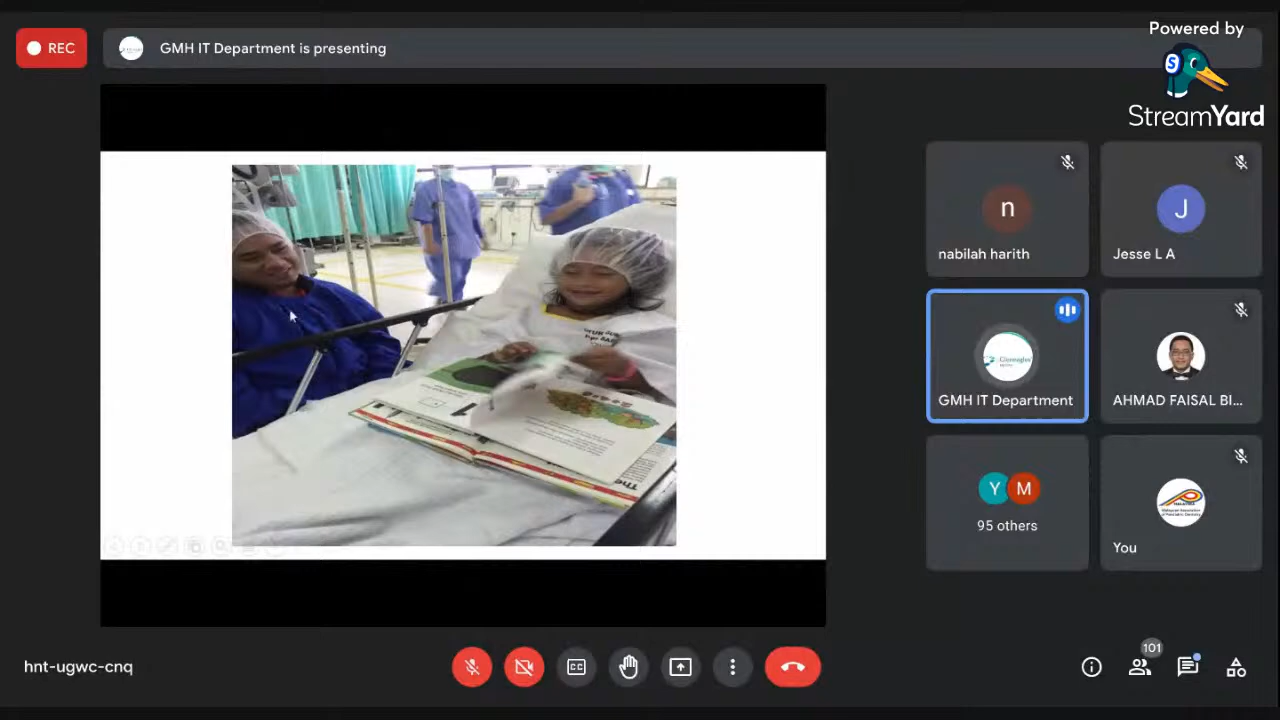 REC
GMH IT Department is presenting
Powered by
StreamYard
n
nabilah harith
J
Jesse L A
GMH IT Department
AHMAD FAISAL BI...
Y M
95 others
You
hnt-ugwc-cnq
CC
101